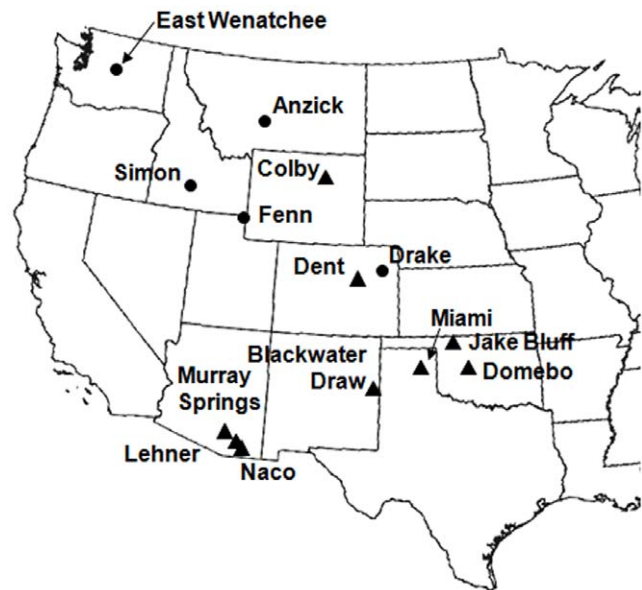 East Wenatchee
Anzick
Simon
Colby
Fenn
Drake
Dent
Miami
Jake Bluff
Blackwater
Draw
Domebo
Murray
Springs
Lehner
Naco